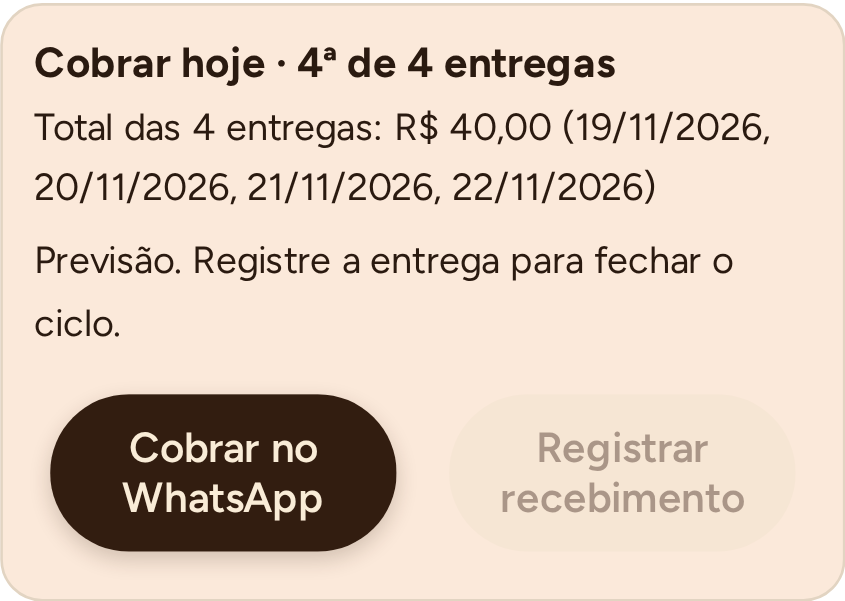 Cobrar hoje · 4ª de 4 entregas
Total das 4 entregas: R$ 40,00 (19/11/2026,
20/11/2026, 21/11/2026, 22/11/2026)
Previsão. Registre a entrega para fechar o
ciclo.
Cobrar no
WhatsApp
Registrar
recebimento